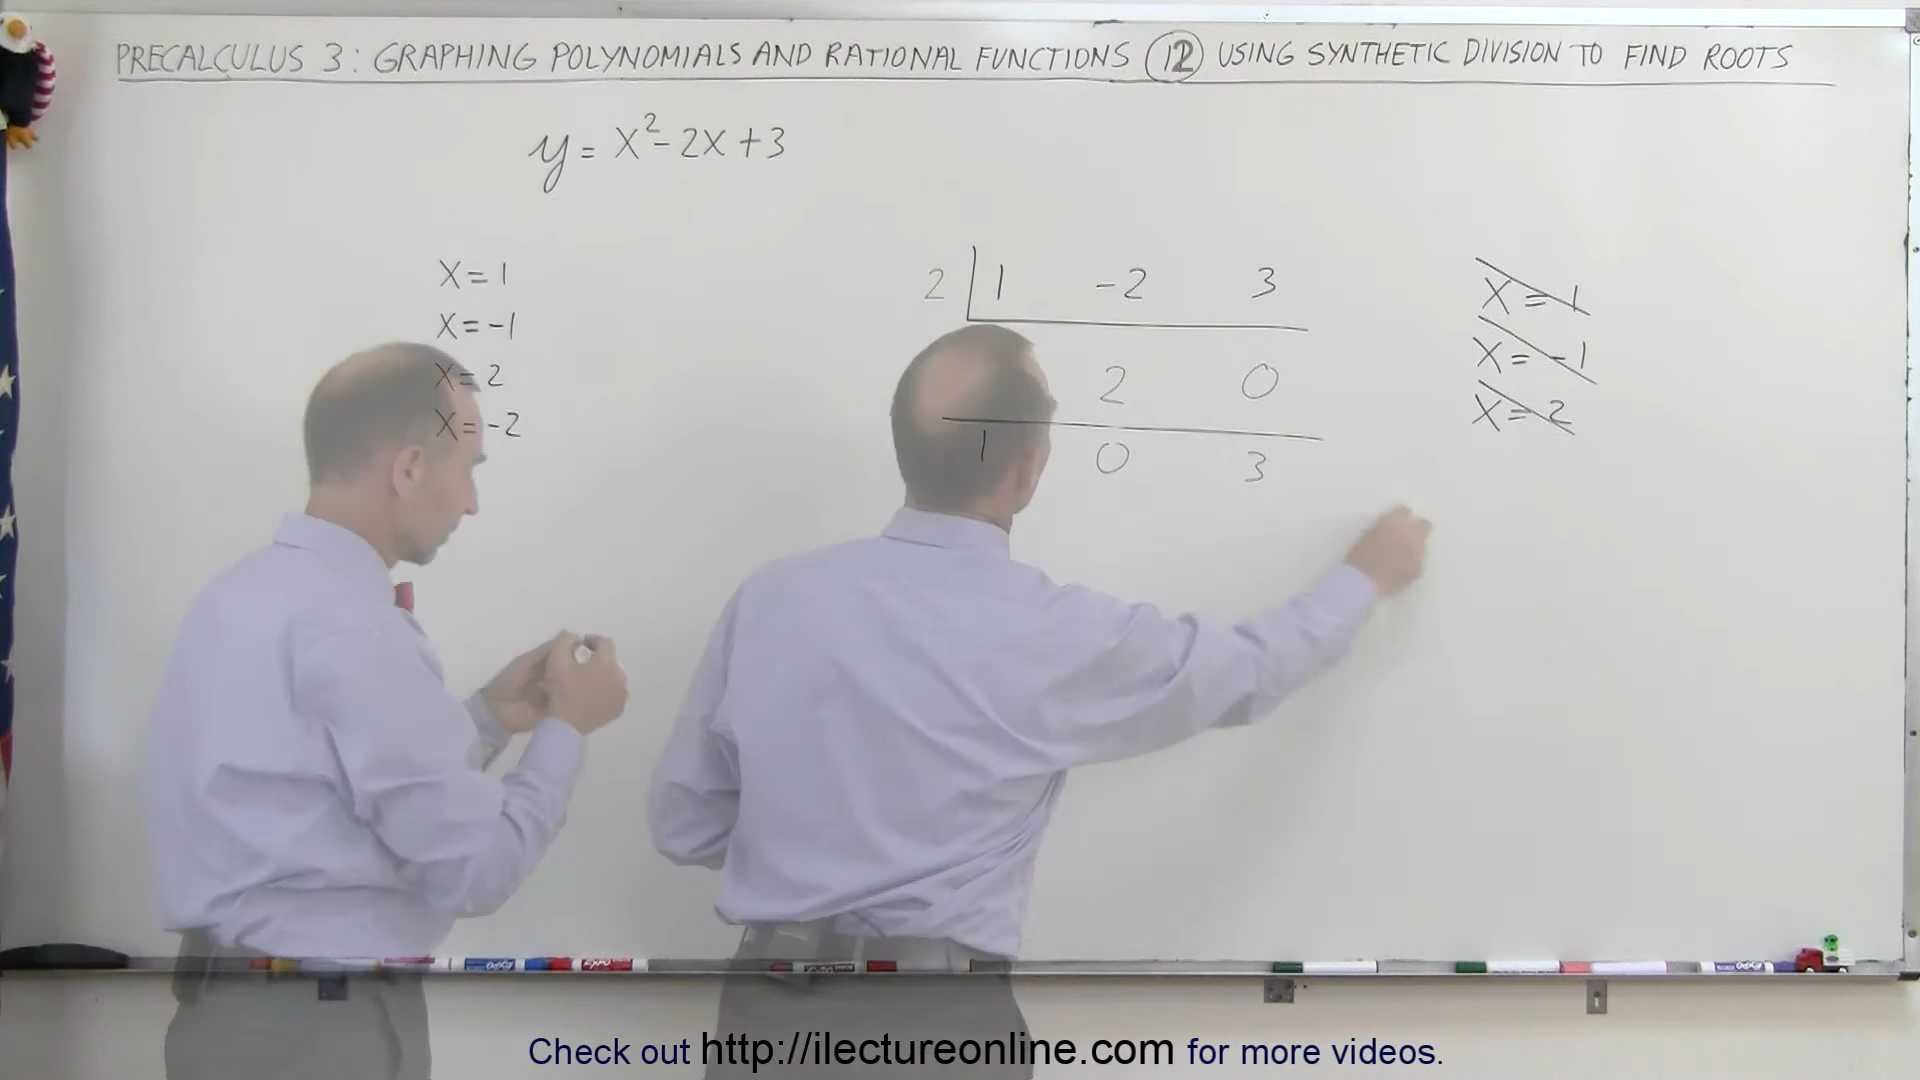 PRECALCULUS 3: GRAPHING POLYNOMIALS AND RATIONAL FUNCTIONS 12 USING SYNTHETIC DIVISION TO FIND ROOTS
y = x² - 2x + 3
x = 1
x = -1
x = 2
x = -2
2 | 1 -2 3
2 0
1 0 3
x = 1
x = -1
x = 2
Check out http://ilectureonline.com for more videos.